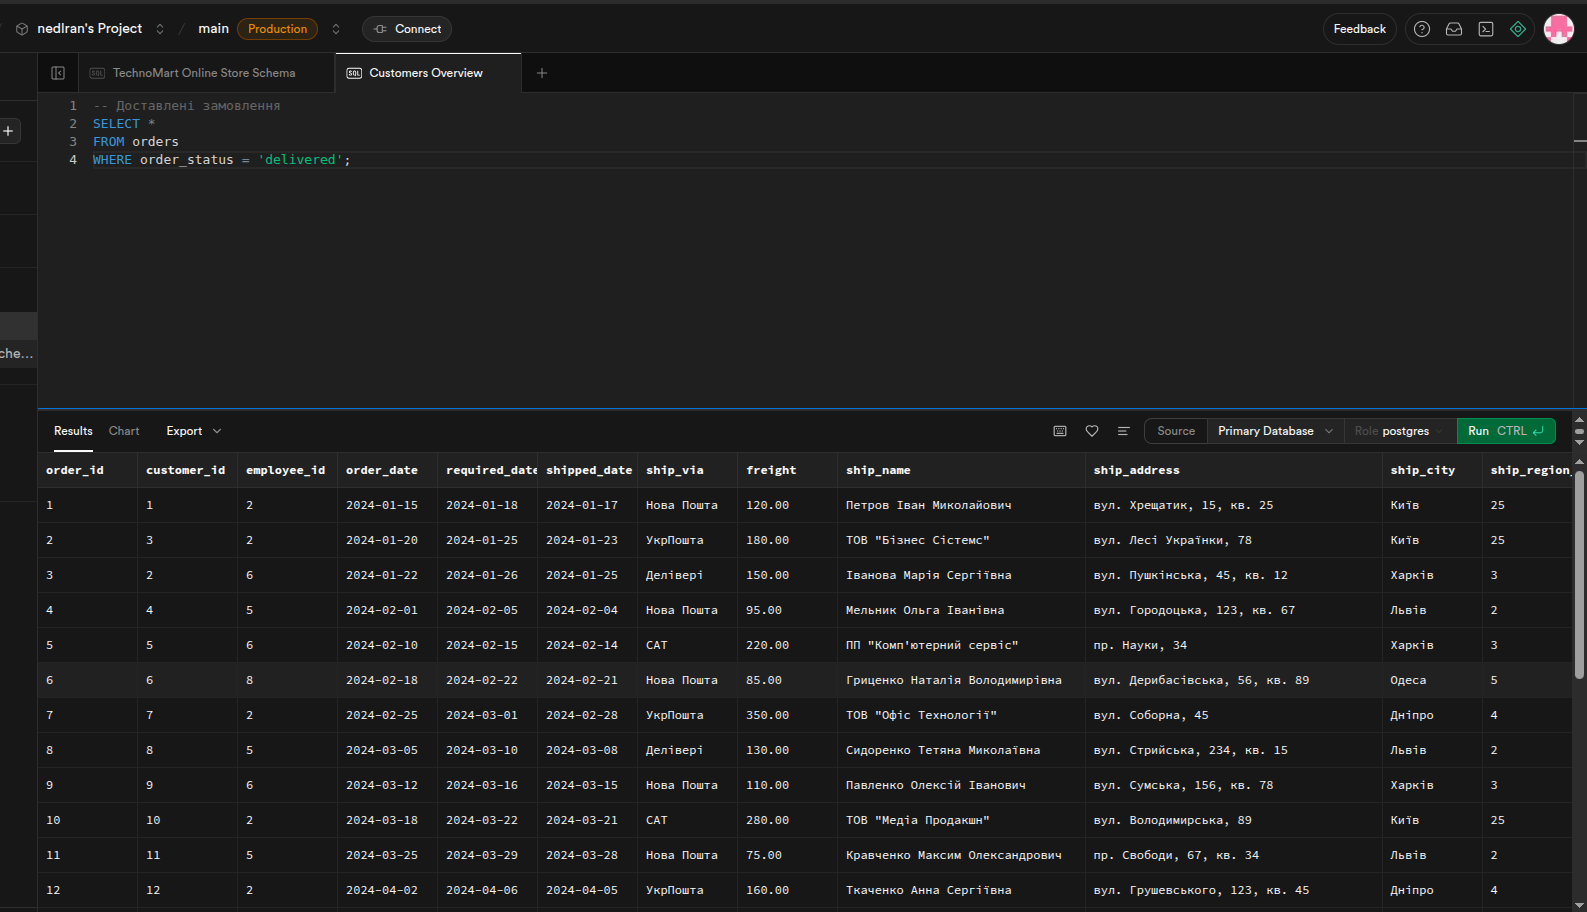 nedIran's Project / main Production Connect Feedback
TechnoMart Online Store Schema Customers Overview
1 -- Доставлені замовлення
2 SELECT *
3 FROM orders
4 WHERE order_status = 'delivered';
che...
Results Chart Export Source Primary Database Role postgres Run CTRL
order_id customer_id employee_id order_date required_date shipped_date ship_via freight ship_name ship_address ship_city ship_region_
1 1 2 2024-01-15 2024-01-18 2024-01-17 Нова Пошта 120.00 Петров Іван Миколайович вул. Хрещатик, 15, кв. 25 Київ 25
2 3 2 2024-01-20 2024-01-25 2024-01-23 УкрПошта 180.00 ТОВ "Бізнес Сістемс" вул. Лесі Українки, 78 Київ 25
3 2 6 2024-01-22 2024-01-26 2024-01-25 Делівері 150.00 Іванова Марія Сергіївна вул. Пушкінська, 45, кв. 12 Харків 3
4 4 5 2024-02-01 2024-02-05 2024-02-04 Нова Пошта 95.00 Мельник Ольга Іванівна вул. Городоцька, 123, кв. 67 Львів 2
5 5 6 2024-02-10 2024-02-15 2024-02-14 САТ 220.00 ПП "Комп'ютерний сервіс" пр. Науки, 34 Харків 3
6 6 8 2024-02-18 2024-02-22 2024-02-21 Нова Пошта 85.00 Гриценко Наталія Володимирівна вул. Дерибасівська, 56, кв. 89 Одеса 5
7 7 2 2024-02-25 2024-03-01 2024-02-28 УкрПошта 350.00 ТОВ "Офіс Технології" вул. Соборна, 45 Дніпро 4
8 8 5 2024-03-05 2024-03-10 2024-03-08 Делівері 130.00 Сидоренко Тетяна Миколаївна вул. Стрийська, 234, кв. 15 Львів 2
9 9 6 2024-03-12 2024-03-16 2024-03-15 Нова Пошта 110.00 Павленко Олексій Іванович вул. Сумська, 156, кв. 78 Харків 3
10 10 2 2024-03-18 2024-03-22 2024-03-21 САТ 280.00 ТОВ "Медіа Продакшн" вул. Володимирська, 89 Київ 25
11 11 5 2024-03-25 2024-03-29 2024-03-28 Нова Пошта 75.00 Кравченко Максим Олександрович пр. Свободи, 67, кв. 34 Львів 2
12 12 2 2024-04-02 2024-04-06 2024-04-05 УкрПошта 160.00 Ткаченко Анна Сергіївна вул. Грушевського, 123, кв. 45 Дніпро 4